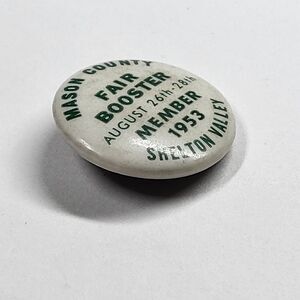 MASON COUNTY
FAIR
BOOSTER
AUGUST 26th-28th
MEMBER
1953
SHELTON VALLEY